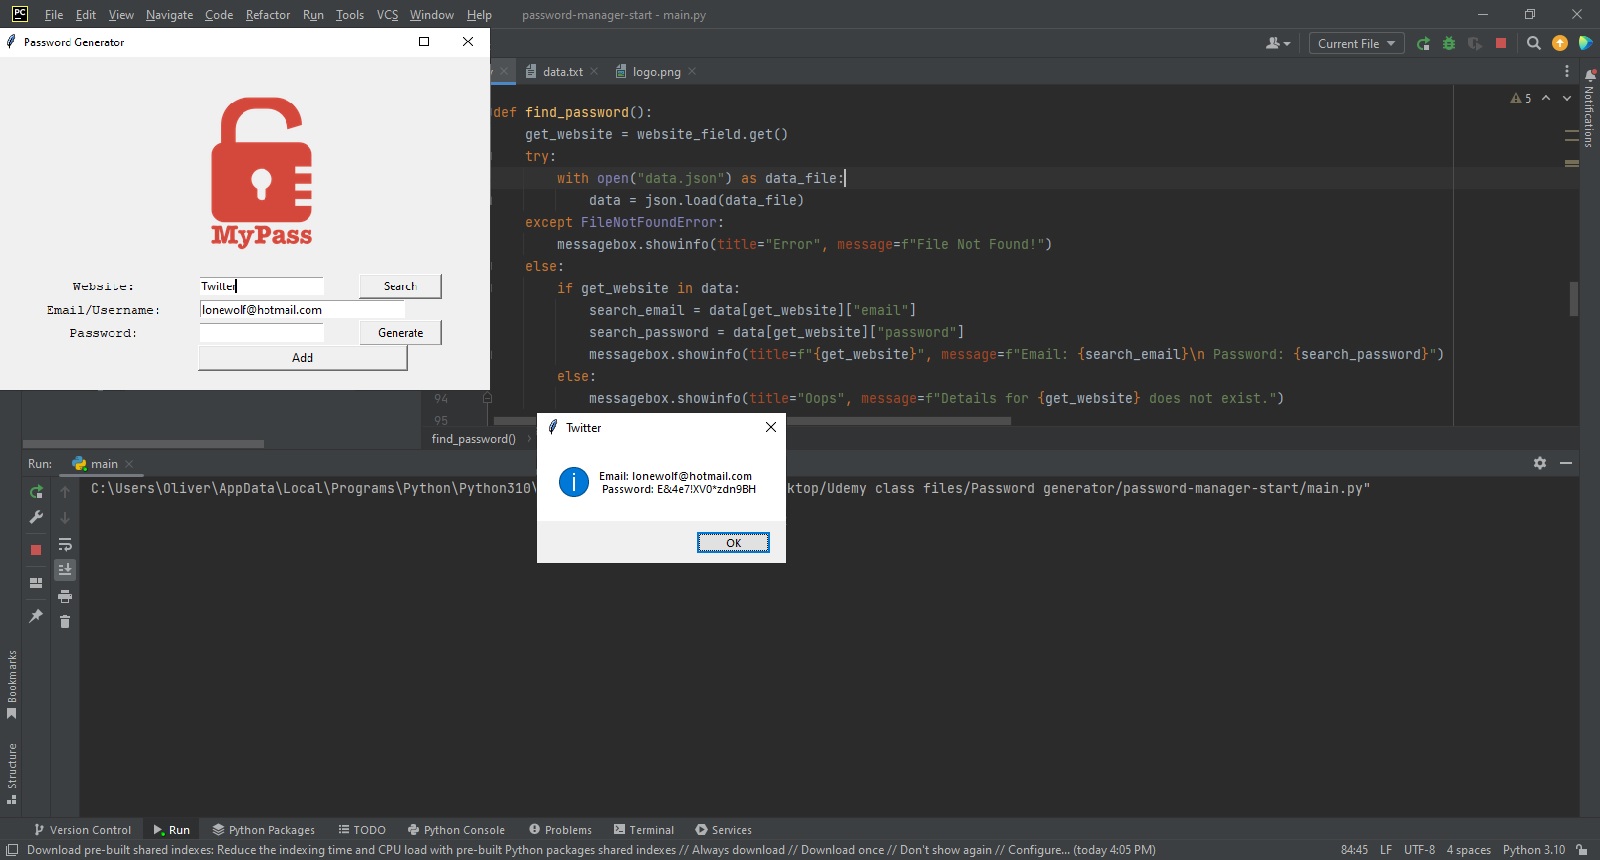 PC File Edit View Navigate Code Refactor Run Tools VCS Window Help password-manager-start - main.py
Password Generator
Current File
data.txt
logo.png
5
Notifications
def find_password():
get_website = website_field.get()
try:
with open("data.json") as data_file:
data = json.load(data_file)
except FileNotFoundError:
messagebox.showinfo(title="Error", message=f"File Not Found!")
else:
if get_website in data:
search_email = data[get_website]["email"]
search_password = data[get_website]["password"]
messagebox.showinfo(title=f"{get_website}", message=f"Email: {search_email}\n Password: {search_password}")
else:
94 messagebox.showinfo(title="Oops", message=f"Details for {get_website} does not exist.")
95
find_password()
MyPass
Website: Twitter Search
Email/Username: lonewolf@hotmail.com
Password: Generate
Add
Twitter
Email: lonewolf@hotmail.com
Password: E&4e7!XV0*zdn9BH
OK
Run: main
C:\Users\Oliver\AppData\Local\Programs\Python\Python310\ ktop/Udemy class files/Password generator/password-manager-start/main.py"
Bookmarks
Structure
Version Control Run Python Packages TODO Python Console Problems Terminal Services
Download pre-built shared indexes: Reduce the indexing time and CPU load with pre-built Python packages shared indexes // Always download // Download once // Don't show again // Configure... (today 4:05 PM) 84:45 LF UTF-8 4 spaces Python 3.10